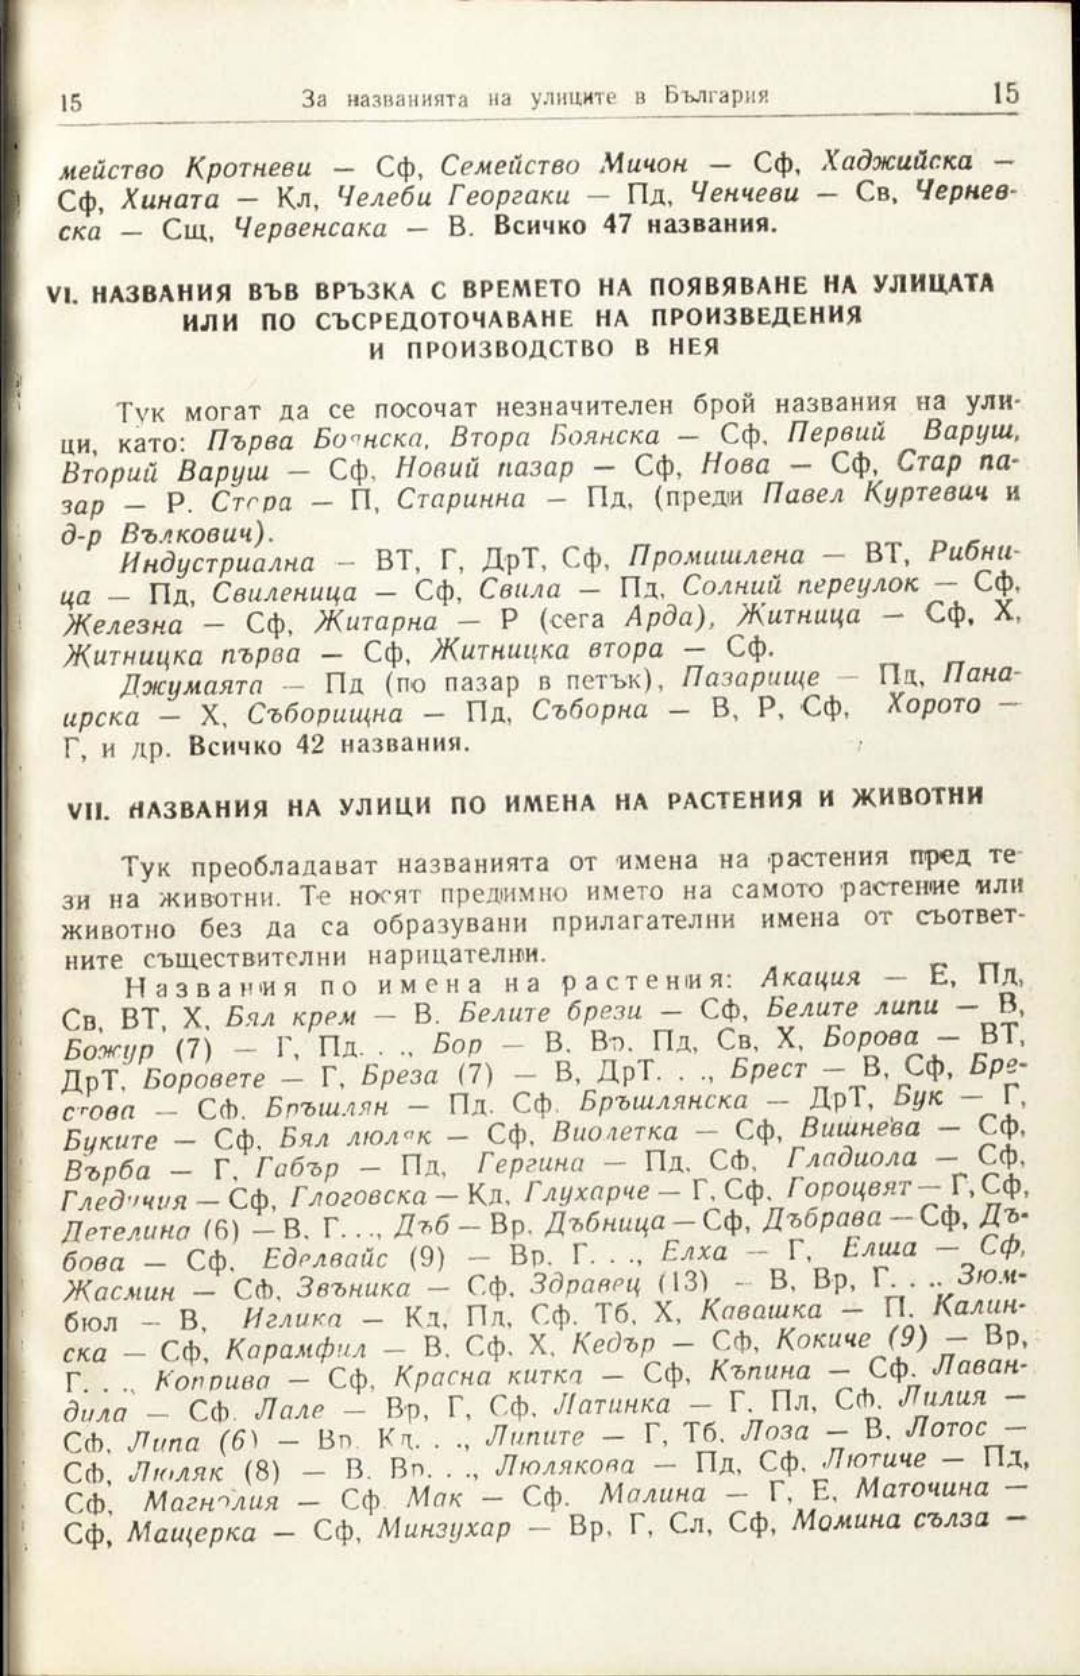 15 За названията на улиците в България 15
мейство Кротневи — Сф, Семейство Мичон — Сф, Хаджийска —
Сф, Хината — Кл, Челеби Георгаки — Пд, Ченчеви — Св, Чернев-
ска — Сщ, Червенсака — В. Всичко 47 названия.
VI. НАЗВАНИЯ ВЪВ ВРЪЗКА С ВРЕМЕТО НА ПОЯВЯВАНЕ НА УЛИЦАТА
ИЛИ ПО СЪСРЕДОТОЧАВАНЕ НА ПРОИЗВЕДЕНИЯ
И ПРОИЗВОДСТВО В НЕЯ
Тук могат да се посочат незначителен брой названия на ули-
ци, като: Първа Боянска, Втора Боянска — Сф, Первий Варуш,
Вторий Варуш — Сф, Новий пазар — Сф, Нова — Сф, Стар па-
зар — Р. Стара — П, Старинна — Пд, (преди Павел Куртевич и
д-р Вълкович).
Индустриална — ВТ, Г, ДрТ, Сф, Промишлена — ВТ, Рибни-
ца — Пд, Свиленица — Сф, Свила — Пд, Солний переулок — Сф,
Железна — Сф, Житарна — Р (сега Арда), Житница — Сф, Х,
Житницка първа — Сф, Житницка втора — Сф.
Джумаята — Пд (по пазар в петък), Пазарище — Пд, Пана-
ирска — Х, Съборищна — Пд, Съборна — В, Р, Сф, Хорото —
Г, и др. Всичко 42 названия.
VII. НАЗВАНИЯ НА УЛИЦИ ПО ИМЕНА НА РАСТЕНИЯ И ЖИВОТНИ
Тук преобладават названията от имена на растения пред те-
зи на животни. Те носят предимно името на самото растение или
животно без да са образувани прилагателни имена от съответ-
ните съществителни нарицателни.
Названия по имена на растения: Акация — Е, Пд,
Св, ВТ, Х, Бял крем — В. Белите брези — Сф, Белите липи — В,
Божур (7) — Г, Пд. . ., Бор — В. Вр. Пд, Св, Х, Борова — ВТ,
ДрТ, Боровете — Г, Бреза (7) — В, ДрТ. . ., Брест — В, Сф, Бре-
стова — Сф. Бръшлян — Пд. Сф. Бръшлянска — ДрТ, Бук — Г,
Буките — Сф, Бял люляк — Сф, Виолетка — Сф, Вишнева — Сф,
Върба — Г, Габър — Пд, Гергина — Пд, Сф, Гладиола — Сф,
Гледичия — Сф, Глоговска — Кд, Глухарче — Г, Сф, Гороцвят — Г, Сф,
Детелина (6) — В, Г. . ., Дъб — Вр. Дъбница — Сф, Дъбрава — Сф, Дъ-
бова — Сф, Еделвайс (9) — Вр, Г. . ., Елха — Г, Елша — Сф,
Жасмин — Сф, Звъника — Сф, Здравец (13) — В, Вр, Г. . .. Зюм-
бюл — В, Иглика — Кд, Пд, Сф. Тб, Х, Кавашка — П. Калин-
ска — Сф, Карамфил — В. Сф. Х, Кедър — Сф, Кокиче (9) — Вр,
Г. . ., Коприва — Сф, Красна китка — Сф, Къпина — Сф. Лаван-
дила — Сф. Лале — Вр, Г, Сф. Латинка — Г. Пл, Сф. Лилия —
Сф, Липа (6) — Вр Кд. . ., Липите — Г, Тб. Лоза — В, Лотос —
Сф, Люляк (8) — В. Вр. . ., Люлякова — Пд, Сф. Лютиче — Пд,
Сф, Магнолия — Сф Мак — Сф. Малина — Г, Е, Маточина —
Сф, Мащерка — Сф, Минзухар — Вр, Г, Сл, Сф, Момина сълза —